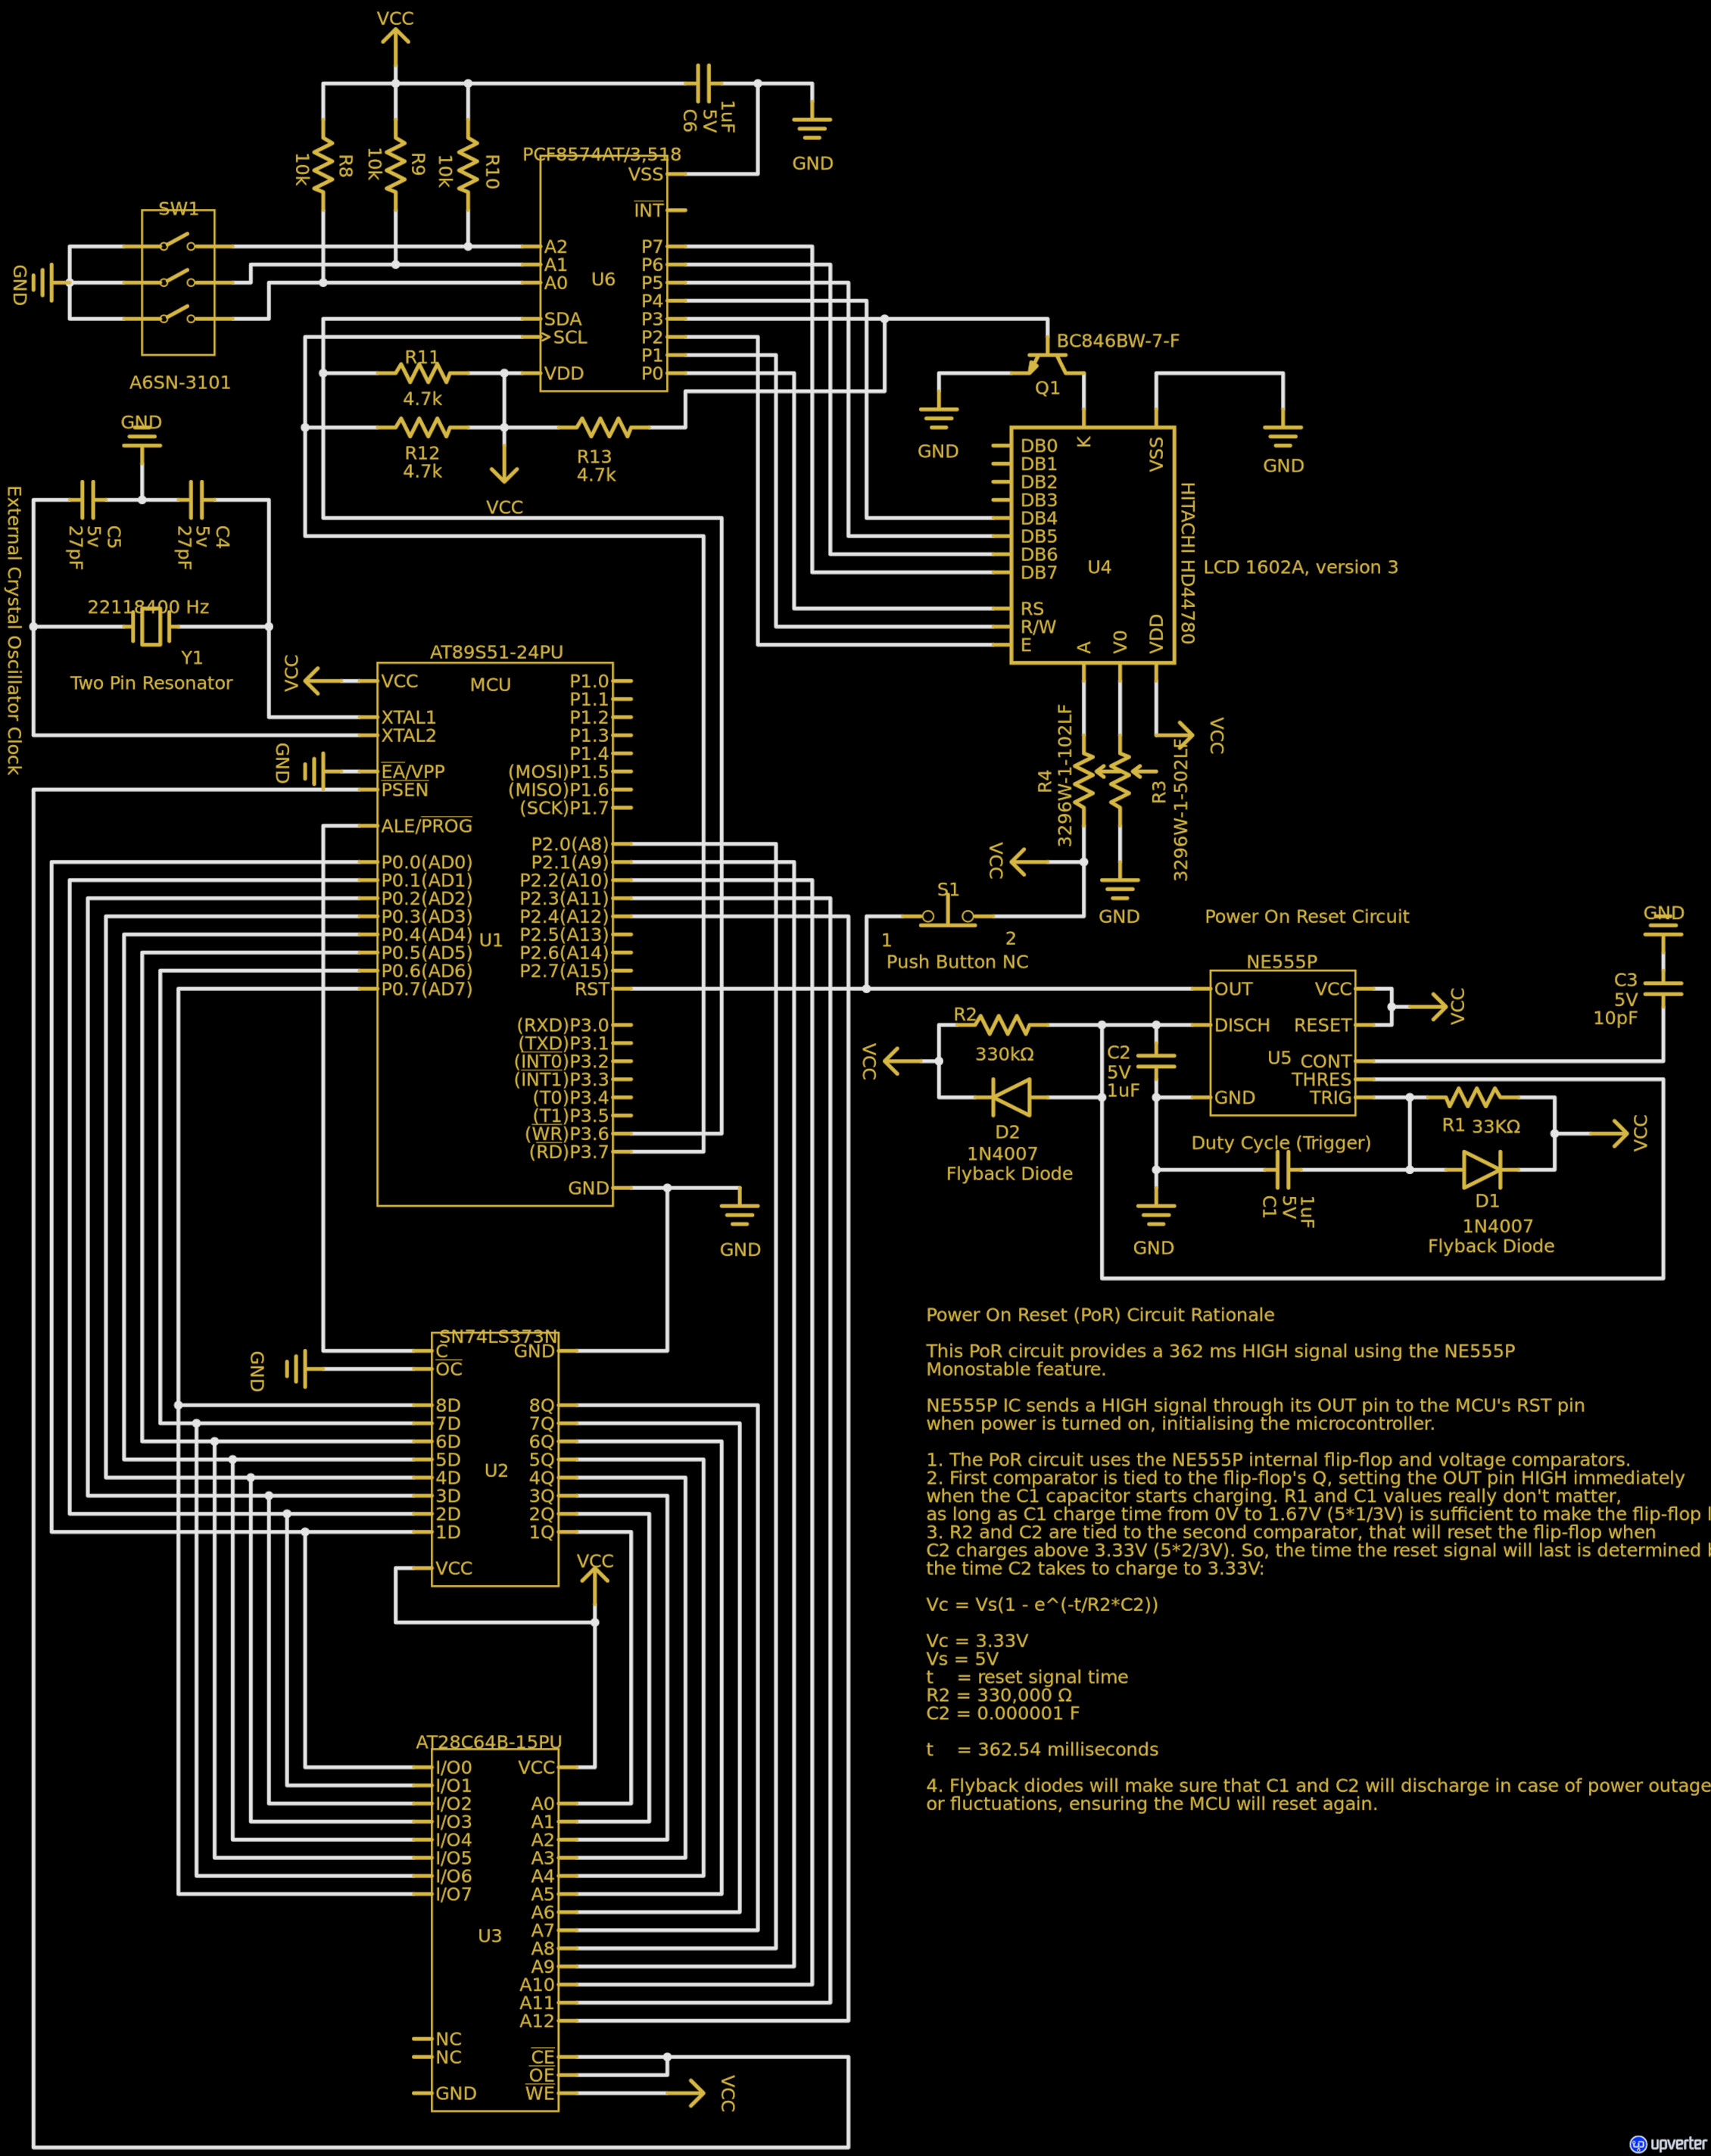 VCC
1uF
5V
C6
GND
R8
10k
R9
10k
R10
10k
PCF8574AT/3,518
VSS
INT
SW1
A2
A1
A0
P7
P6
P5
P4
P3
P2
P1
P0
U6
SDA
>SCL
VDD
GND
A6SN-3101
R11
4.7k
R12
4.7k
R13
4.7k
VCC
BC846BW-7-F
Q1
GND
GND
K
VSS
DB0
DB1
DB2
DB3
DB4
DB5
DB6
DB7
RS
R/W
E
U4
A
V0
VDD
HITACHI HD44780
LCD 1602A, version 3
GND
C5
5v
27pF
C4
5v
27pF
External Crystal Oscillator Clock
22118400 Hz
Y1
Two Pin Resonator
VCC
GND
AT89S51-24PU
MCU
VCC
XTAL1
XTAL2
EA/VPP
PSEN
ALE/PROG
P0.0(AD0)
P0.1(AD1)
P0.2(AD2)
P0.3(AD3)
P0.4(AD4)
P0.5(AD5)
P0.6(AD6)
P0.7(AD7)
U1
P1.0
P1.1
P1.2
P1.3
P1.4
(MOSI)P1.5
(MISO)P1.6
(SCK)P1.7
P2.0(A8)
P2.1(A9)
P2.2(A10)
P2.3(A11)
P2.4(A12)
P2.5(A13)
P2.6(A14)
P2.7(A15)
RST
(RXD)P3.0
(TXD)P3.1
(INT0)P3.2
(INT1)P3.3
(T0)P3.4
(T1)P3.5
(WR)P3.6
(RD)P3.7
GND
GND
R4
3296W-1-102LF
R3
3296W-1-502LF
VCC
VCC
GND
S1
1
2
Push Button NC
Power On Reset Circuit
NE555P
OUT
DISCH
GND
VCC
RESET
CONT
THRES
TRIG
U5
VCC
GND
C3
5V
10pF
R2
330kΩ
VCC
C2
5V
1uF
D2
1N4007
Flyback Diode
Duty Cycle (Trigger)
R1 33KΩ
VCC
1uF
5V
C1
D1
1N4007
Flyback Diode
GND
SN74LS373N
C
OC
8D
7D
6D
5D
4D
3D
2D
1D
VCC
U2
GND
8Q
7Q
6Q
5Q
4Q
3Q
2Q
1Q
GND
VCC
AT28C64B-15PU
I/O0
I/O1
I/O2
I/O3
I/O4
I/O5
I/O6
I/O7
U3
NC
NC
GND
VCC
A0
A1
A2
A3
A4
A5
A6
A7
A8
A9
A10
A11
A12
CE
OE
WE
VCC
Power On Reset (PoR) Circuit Rationale
This PoR circuit provides a 362 ms HIGH signal using the NE555P
Monostable feature.
NE555P IC sends a HIGH signal through its OUT pin to the MCU's RST pin
when power is turned on, initialising the microcontroller.
1. The PoR circuit uses the NE555P internal flip-flop and voltage comparators.
2. First comparator is tied to the flip-flop's Q, setting the OUT pin HIGH immediately
when the C1 capacitor starts charging. R1 and C1 values really don't matter,
as long as C1 charge time from 0V to 1.67V (5*1/3V) is sufficient to make the flip-flop
3. R2 and C2 are tied to the second comparator, that will reset the flip-flop when
C2 charges above 3.33V (5*2/3V). So, the time the reset signal will last is determined
the time C2 takes to charge to 3.33V:
Vc = Vs(1 - e^(-t/R2*C2))
Vc = 3.33V
Vs = 5V
t = reset signal time
R2 = 330,000 Ω
C2 = 0.000001 F
t = 362.54 milliseconds
4. Flyback diodes will make sure that C1 and C2 will discharge in case of power outage
or fluctuations, ensuring the MCU will reset again.
upverter